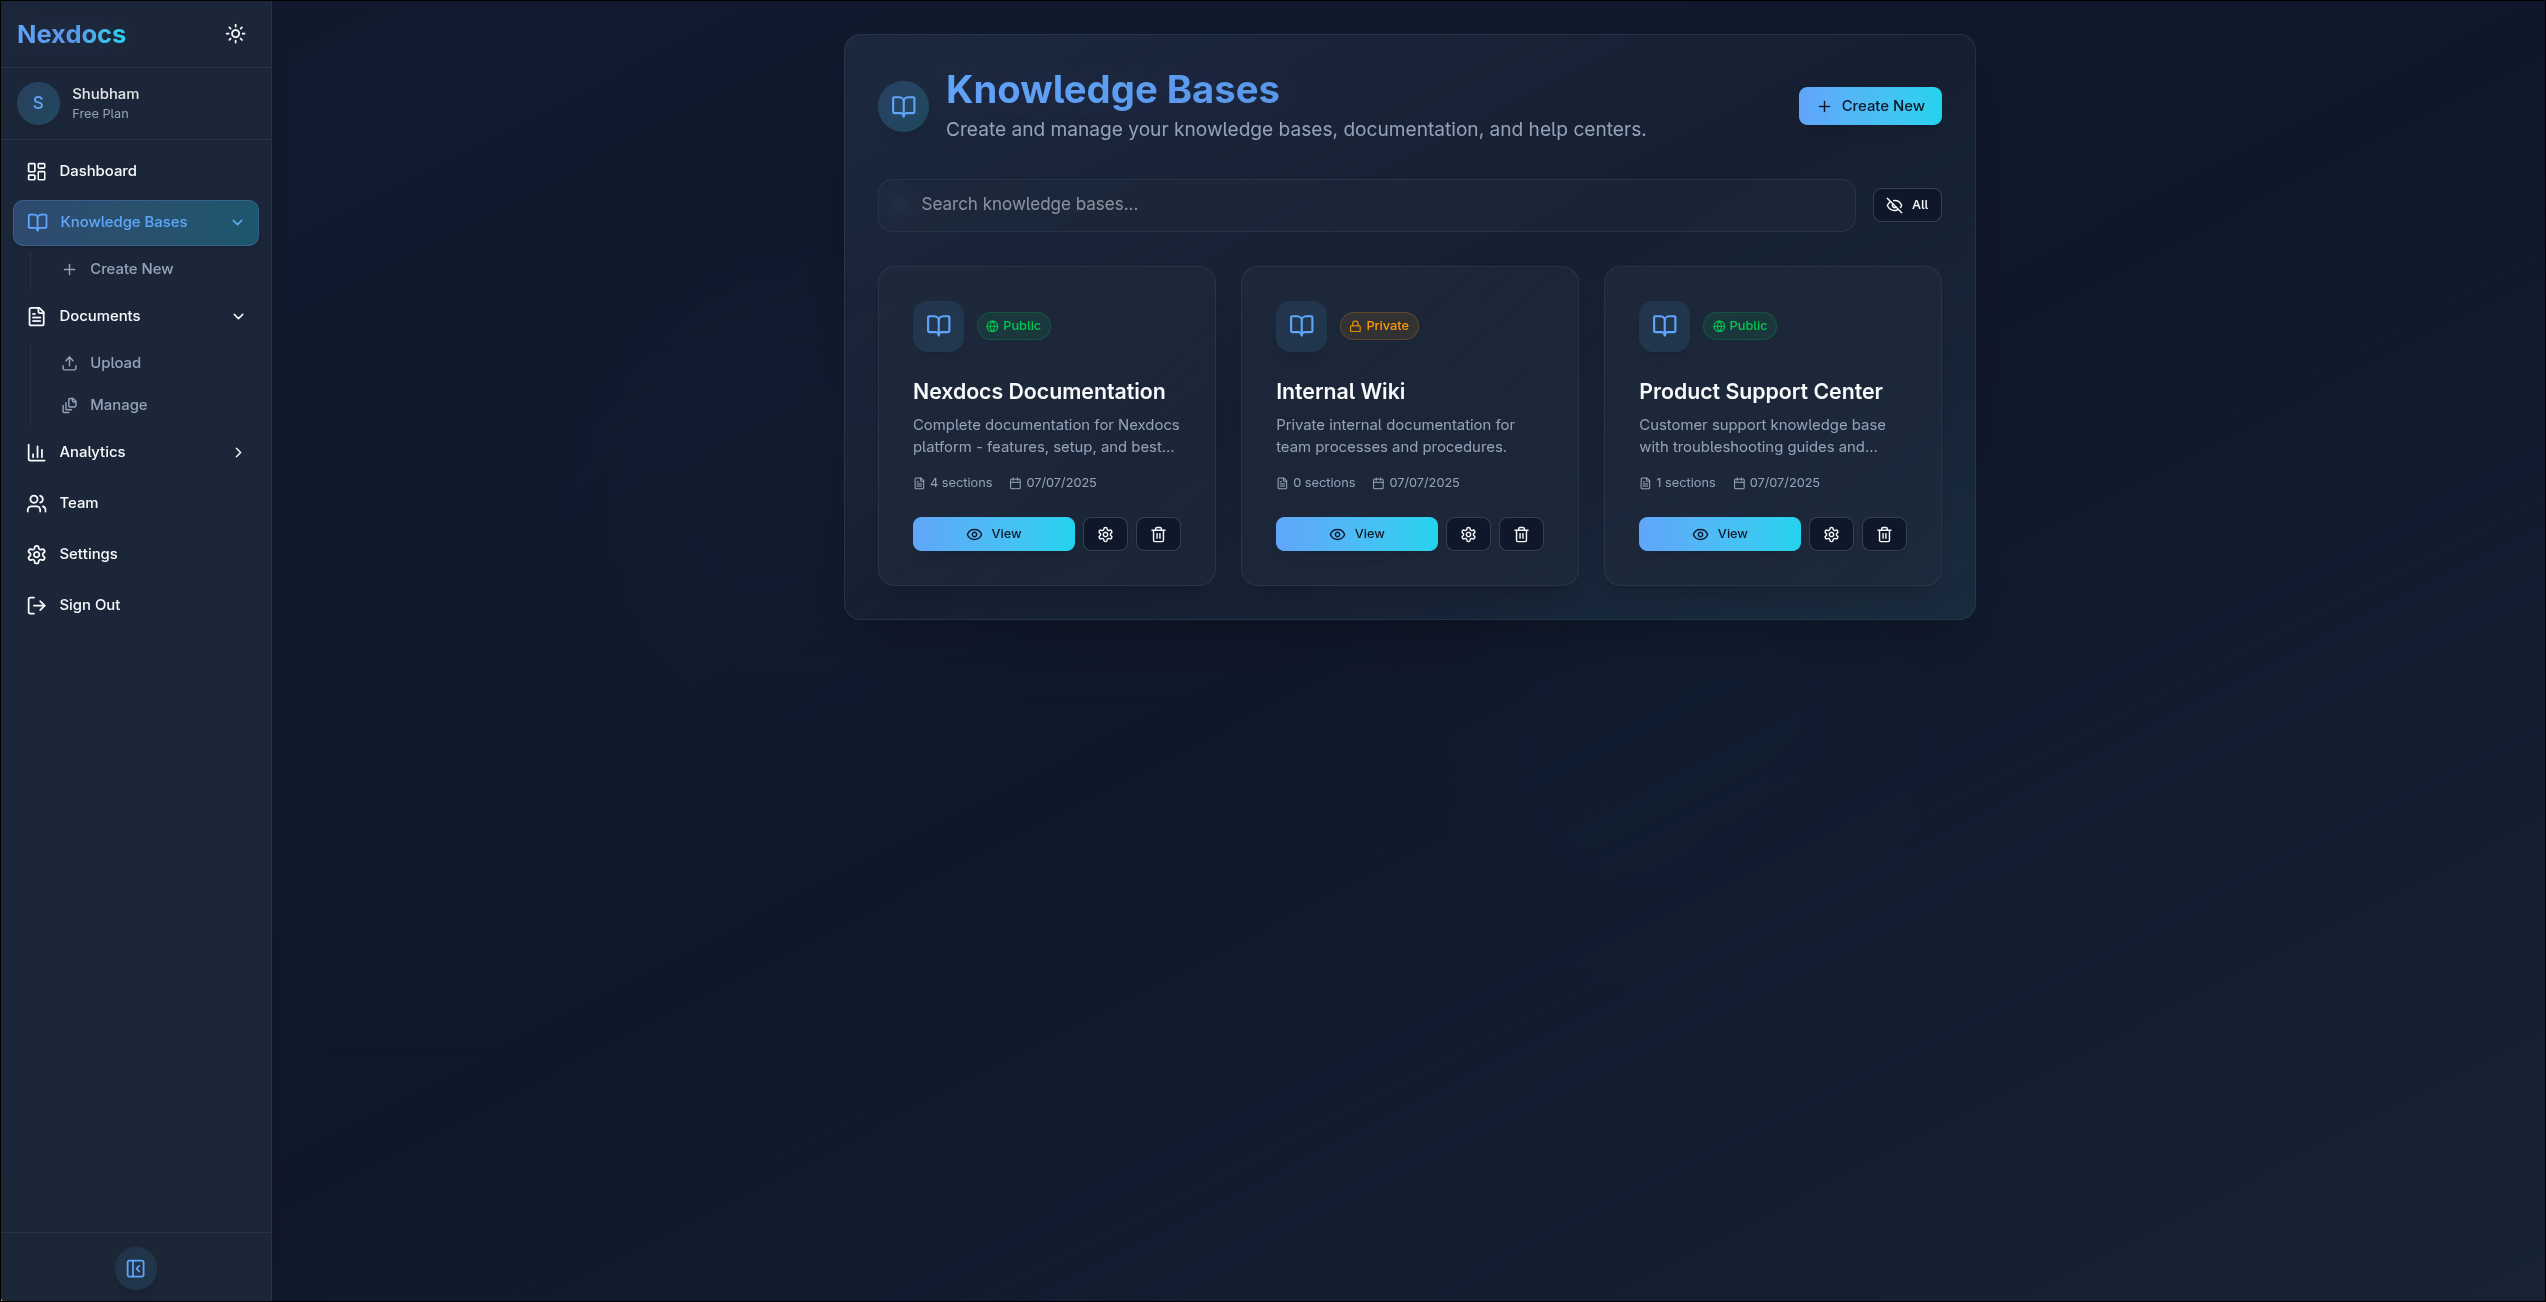 Nexdocs
S
Shubham
Free Plan
Dashboard
Knowledge Bases
Create New
Documents
Upload
Manage
Analytics
Team
Settings
Sign Out
Knowledge Bases
Create and manage your knowledge bases, documentation, and help centers.
Create New
Search knowledge bases...
All
Public
Nexdocs Documentation
Complete documentation for Nexdocs
platform - features, setup, and best...
4 sections 07/07/2025
View
Private
Internal Wiki
Private internal documentation for
team processes and procedures.
0 sections 07/07/2025
View
Public
Product Support Center
Customer support knowledge base
with troubleshooting guides and...
1 sections 07/07/2025
View